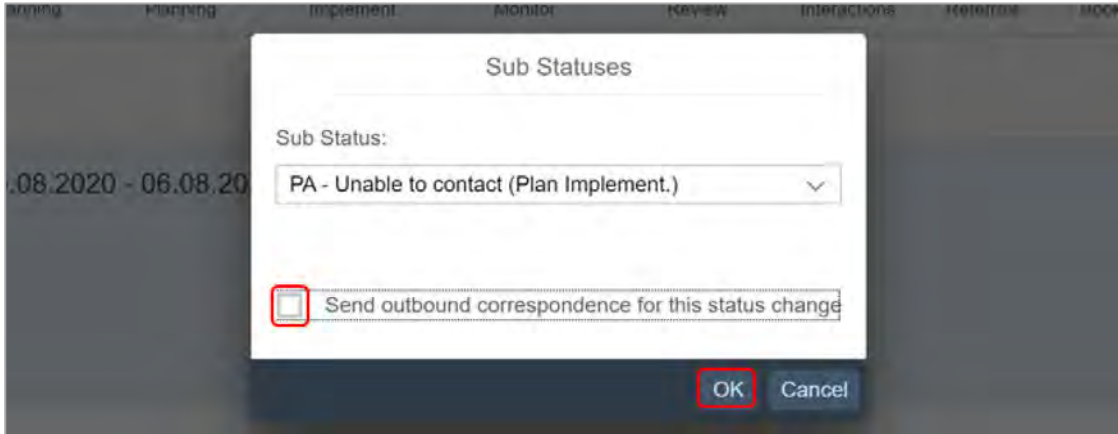 Planning Implement. Monitor Review Interactions Referrals
Sub Statuses
Sub Status:
.08.2020 - 06.08.20
PA - Unable to contact (Plan Implement.)
Send outbound correspondence for this status change
OK Cancel